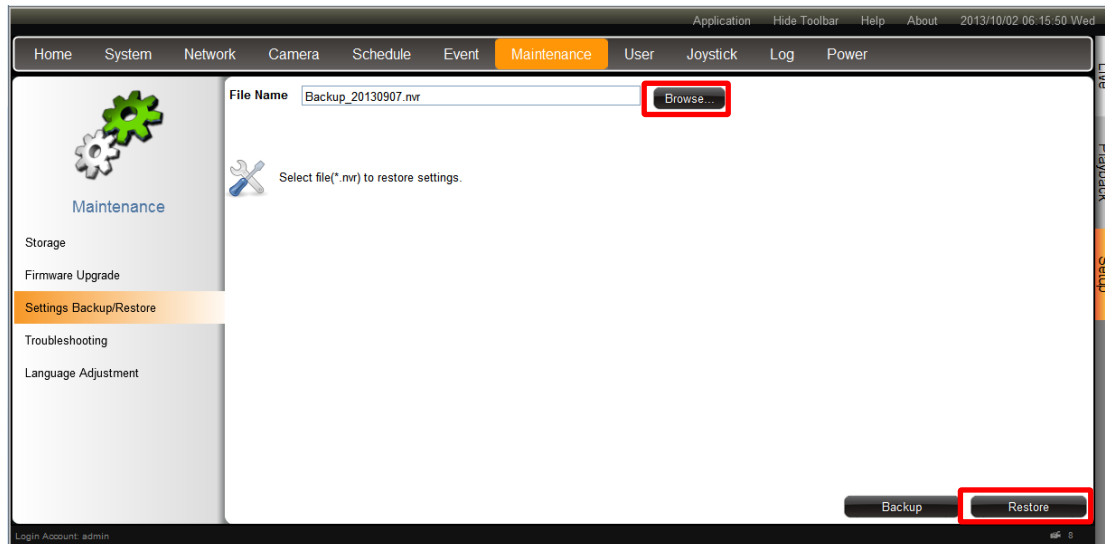 Application Hide Toolbar Help About 2013/10/02 06:15:50 Wed
Home System Network Camera Schedule Event Maintenance User Joystick Log Power
Live
Playback
Setup
File Name Backup_20130907.nvr Browse...
Select file(*.nvr) to restore settings.
Maintenance
Storage
Firmware Upgrade
Settings Backup/Restore
Troubleshooting
Language Adjustment
Backup Restore
Login Account: admin 8